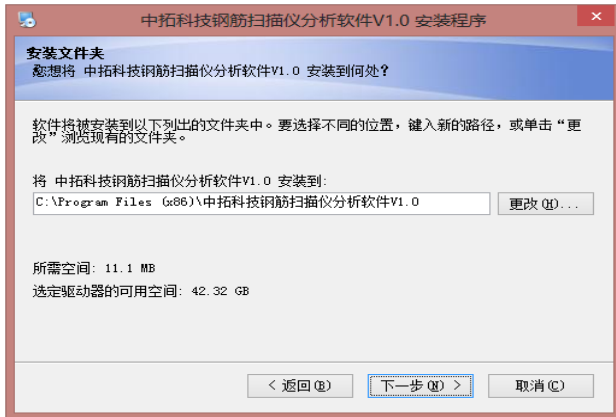 中拓科技钢筋扫描仪分析软件V1.0 安装程序
安装文件夹
您想将 中拓科技钢筋扫描仪分析软件V1.0 安装到何处?
软件将被安装到以下列出的文件夹中。要选择不同的位置，键入新的路径，或单击“更
改”浏览现有的文件夹。
将 中拓科技钢筋扫描仪分析软件V1.0 安装到:
C:\Program Files (x86)\中拓科技钢筋扫描仪分析软件V1.0
更改(H)...
所需空间: 11.1 MB
选定驱动器的可用空间: 42.32 GB
< 返回(B)
下一步(N) >
取消(C)